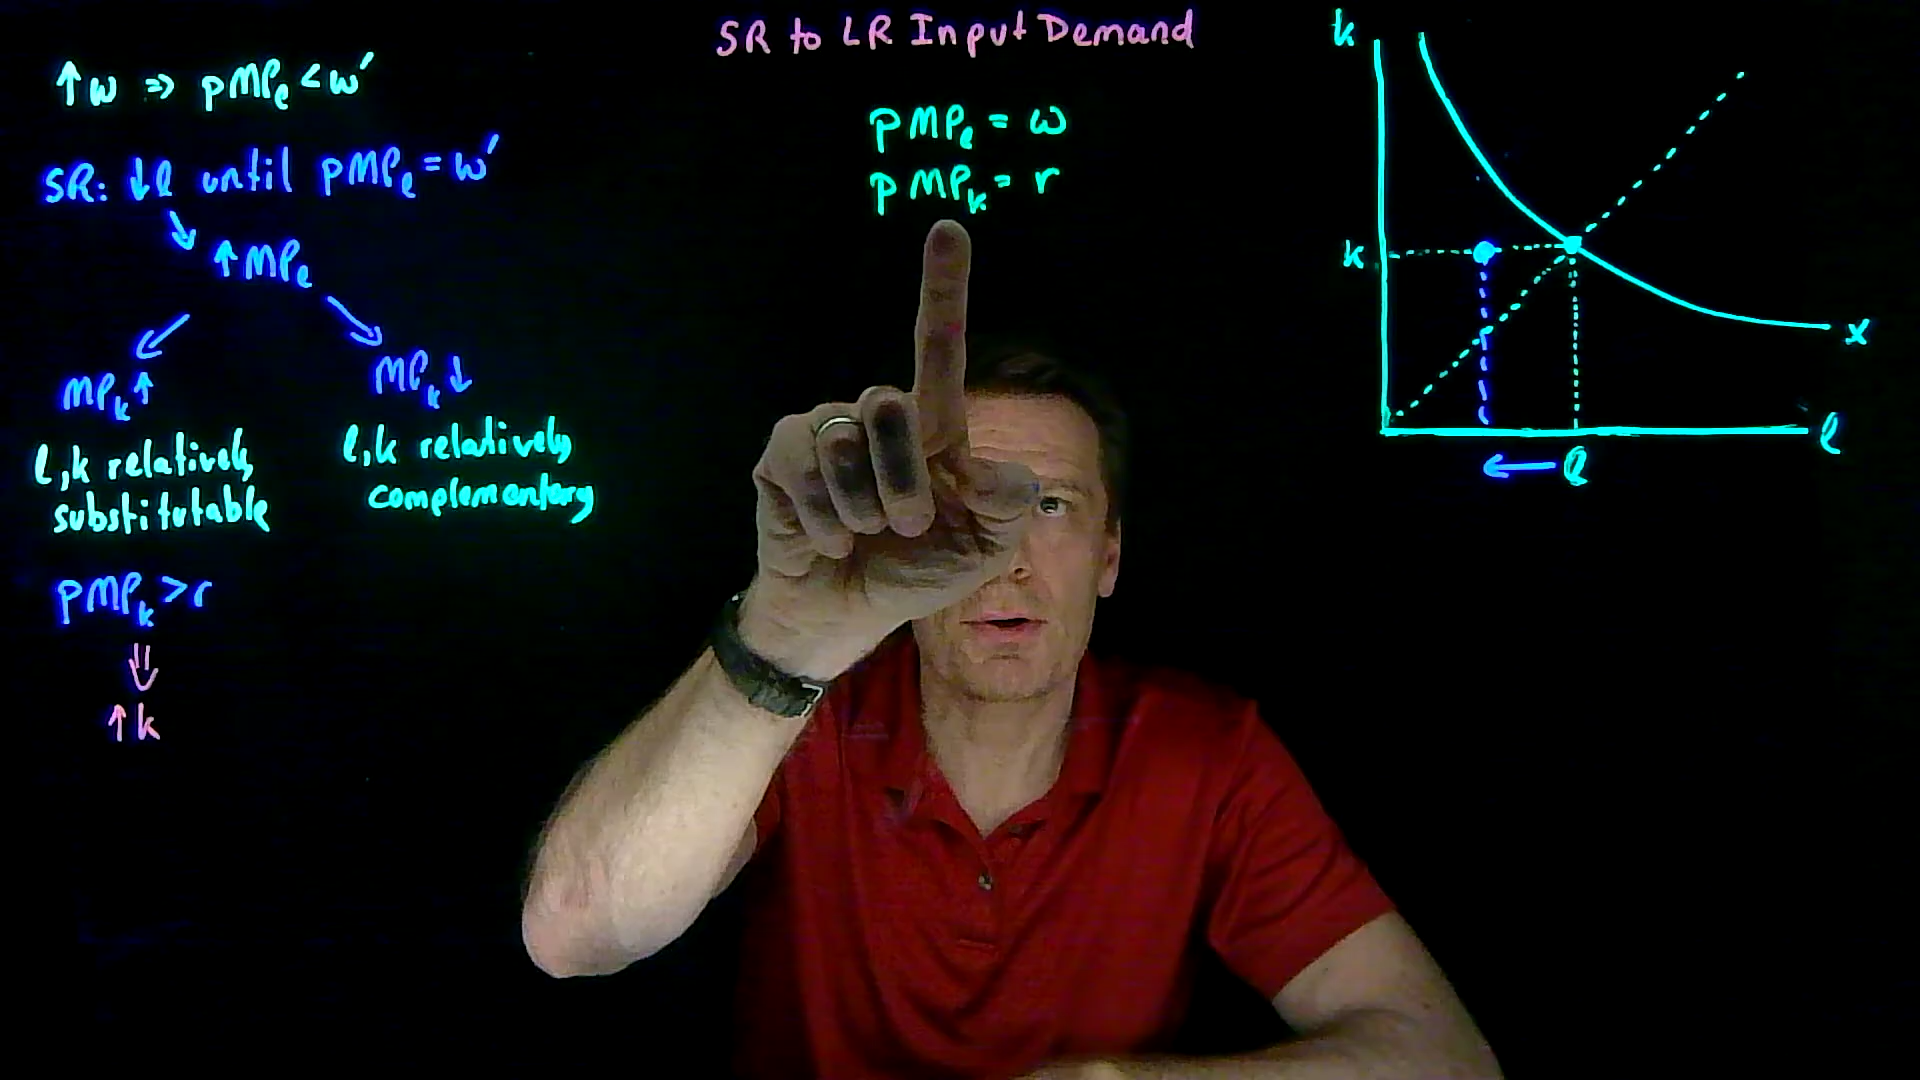 SR to LR Input Demand
↑w ⇒ pMPℓ < w′
SR: ↓ℓ until pMPℓ = w′
↑MPℓ
MPk↑
ℓ,k relatively
substitutable
pMPk > r
⇓
↑k
MPk↓
ℓ,k relatively
complementary
pMPℓ = w
pMPk = r
k
k
x
ℓ
← ℓ